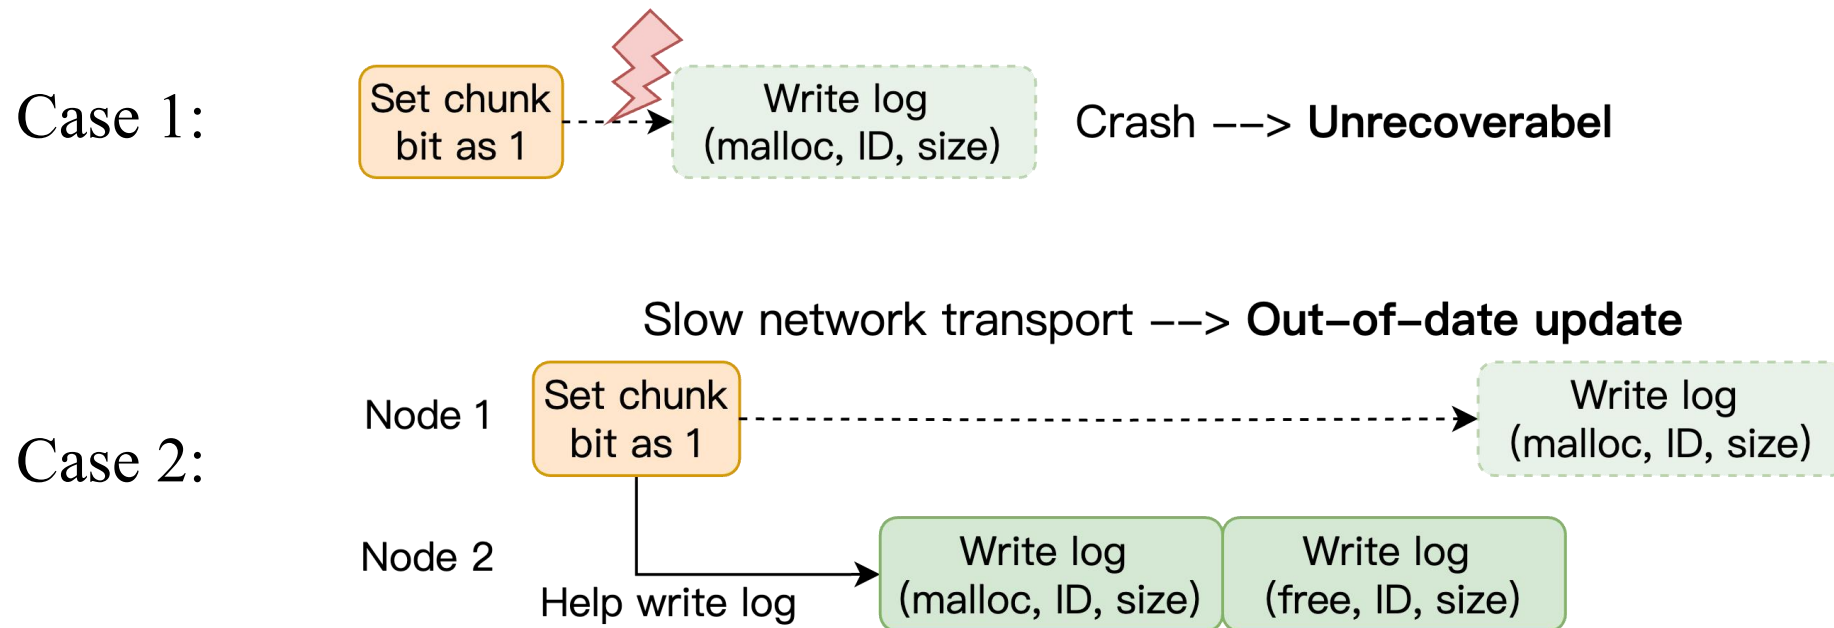 Case 1:
Set chunk
bit as 1
Write log
(malloc, ID, size)
Crash --> Unrecoverabel
Slow network transport --> Out-of-date update
Case 2:
Node 1
Set chunk
bit as 1
Write log
(malloc, ID, size)
Node 2
Help write log
Write log
(malloc, ID, size)
Write log
(free, ID, size)